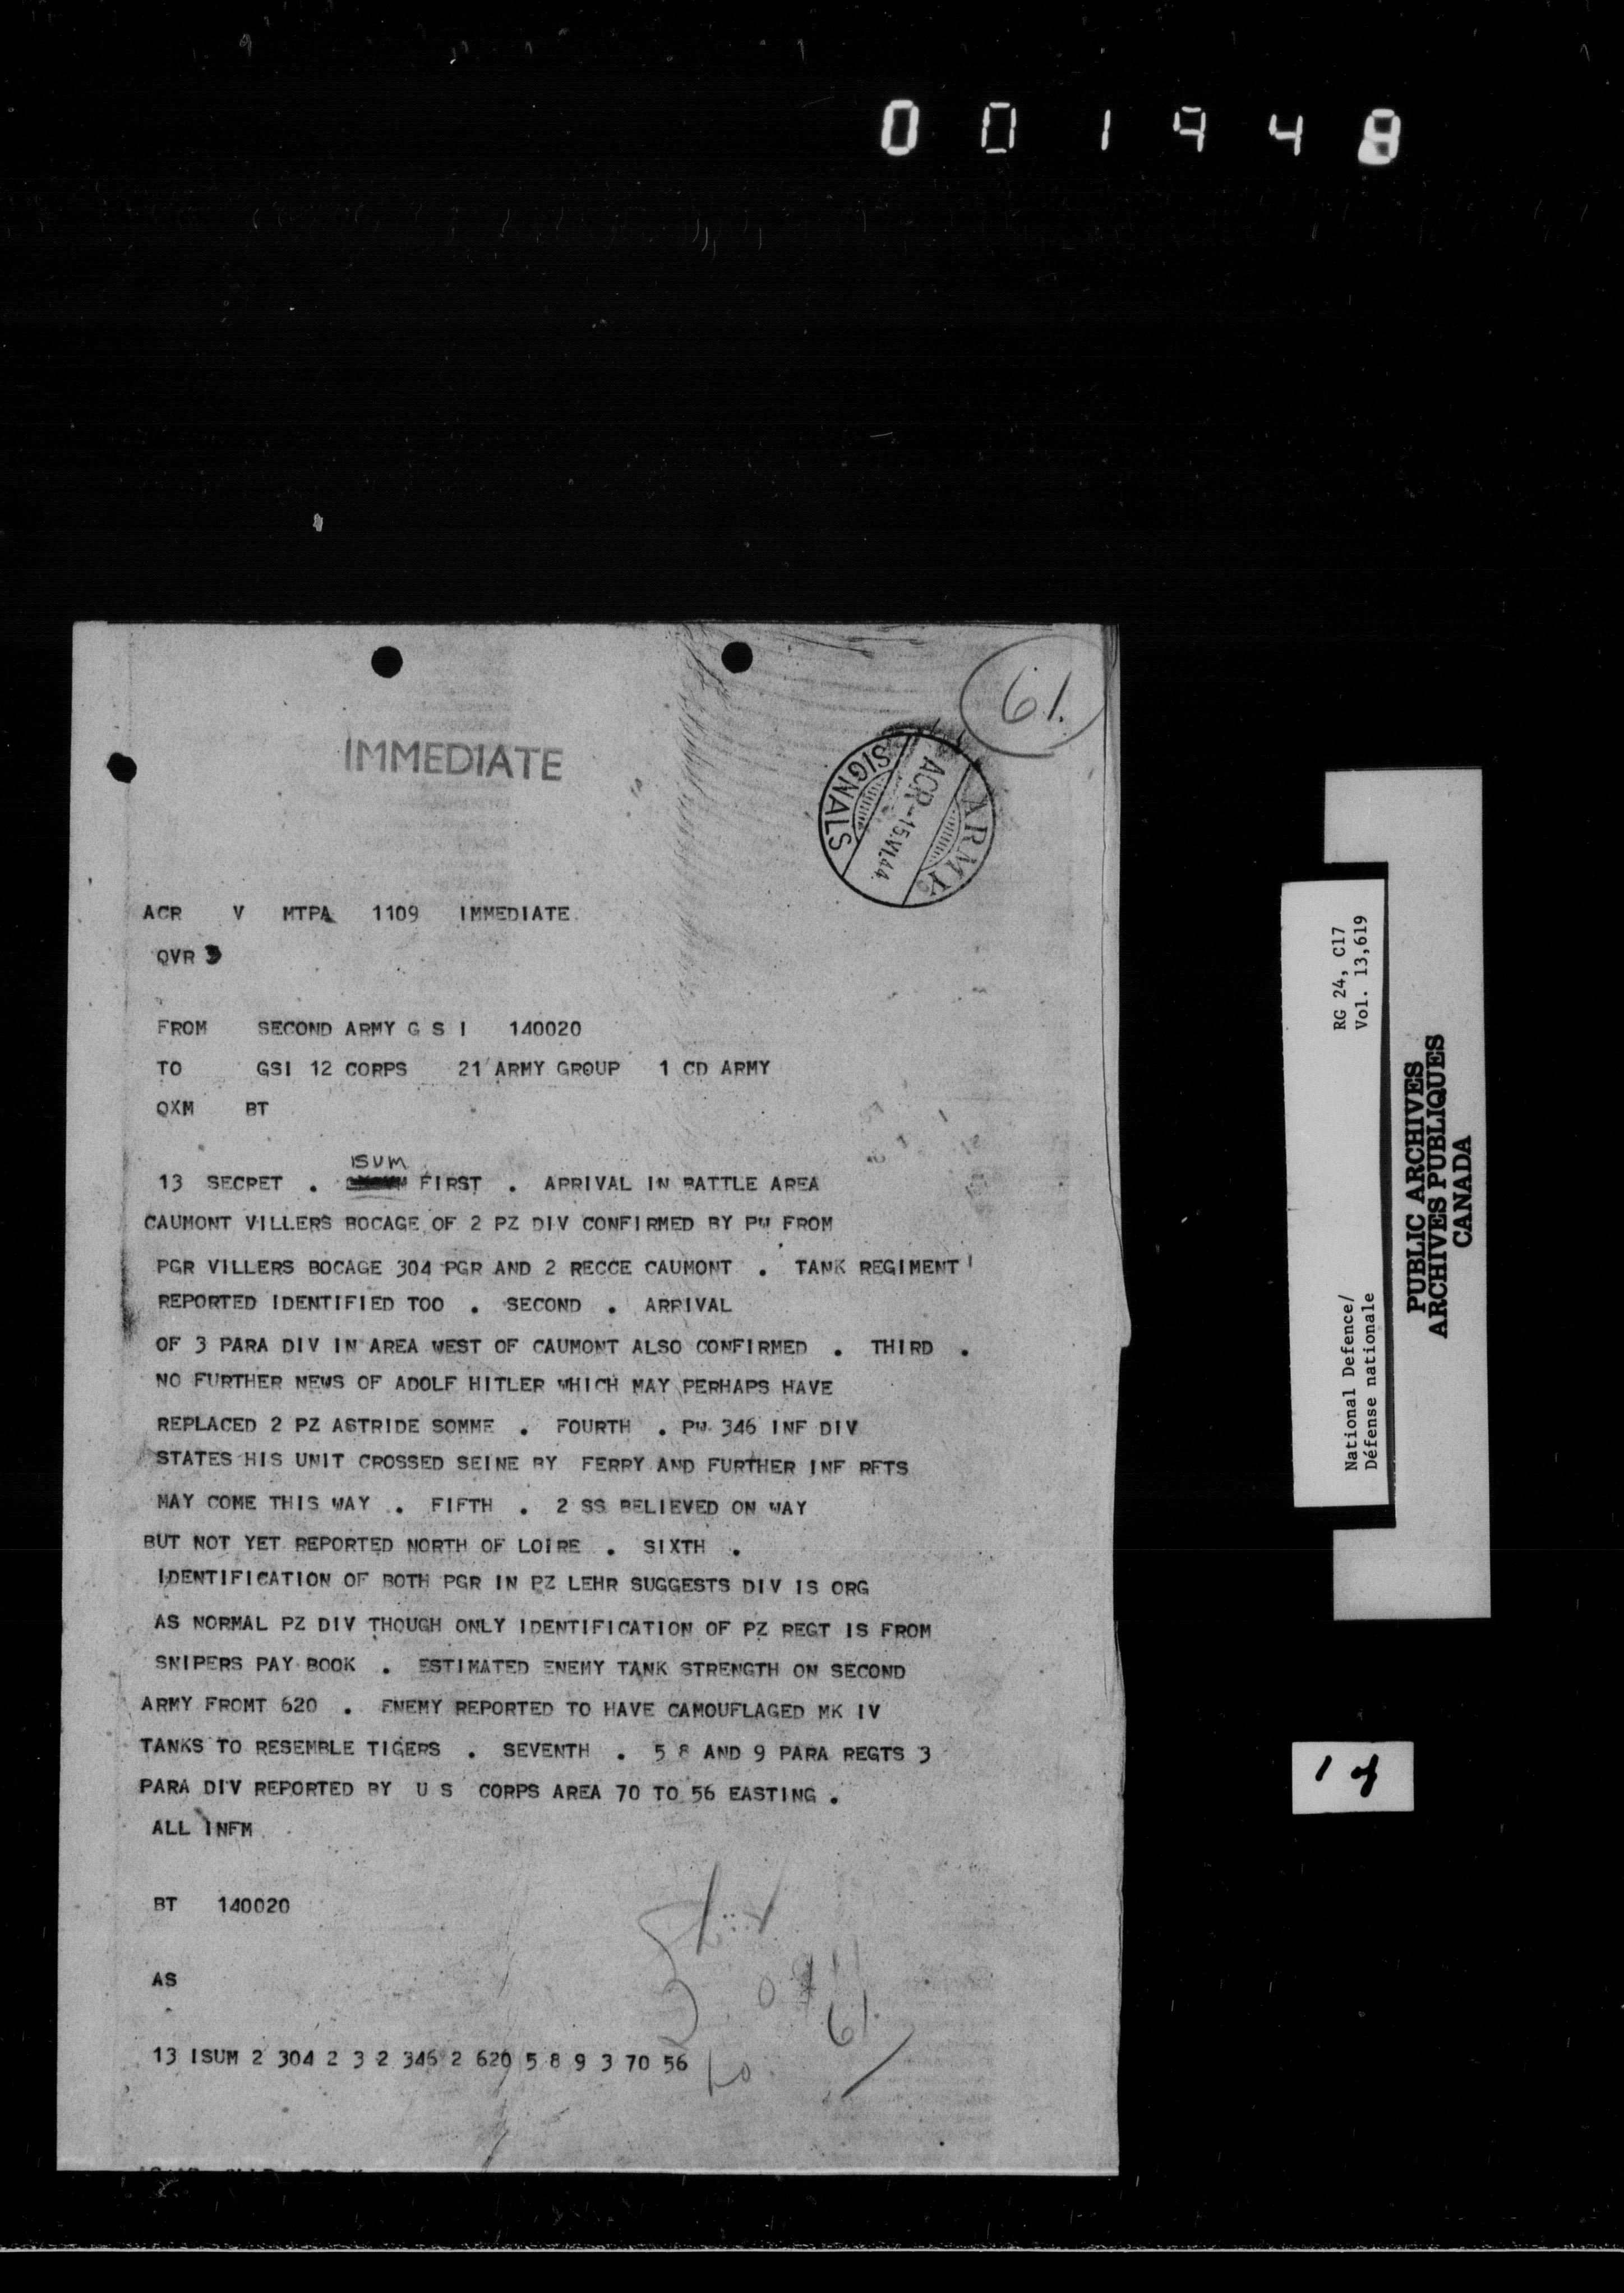 001948
61.
IMMEDIATE
SIGNALS
ACR-15.VI.44.
ACR V MTPA 1109 IMMEDIATE
QVR 3
FROM SECOND ARMY G S I 140020
TO GSI 12 CORPS 21 ARMY GROUP 1 CD ARMY
QXM BT
ISUM
13 SECRET . FIRST . ARRIVAL IN BATTLE AREA
CAUMONT VILLERS BOCAGE OF 2 PZ DIV CONFIRMED BY PW FROM
PGR VILLERS BOCAGE 304 PGR AND 2 RECCE CAUMONT . TANK REGIMENT
REPORTED IDENTIFIED TOO . SECOND . ARRIVAL
OF 3 PARA DIV IN AREA WEST OF CAUMONT ALSO CONFIRMED . THIRD .
NO FURTHER NEWS OF ADOLF HITLER WHICH MAY PERHAPS HAVE
REPLACED 2 PZ ASTRIDE SOMME . FOURTH . PW 346 INF DIV
STATES HIS UNIT CROSSED SEINE BY FERRY AND FURTHER INF RFTS
MAY COME THIS WAY . FIFTH . 2 SS BELIEVED ON WAY
BUT NOT YET REPORTED NORTH OF LOIRE . SIXTH .
IDENTIFICATION OF BOTH PGR IN PZ LEHR SUGGESTS DIV IS ORG
AS NORMAL PZ DIV THOUGH ONLY IDENTIFICATION OF PZ REGT IS FROM
SNIPERS PAY BOOK . ESTIMATED ENEMY TANK STRENGTH ON SECOND
ARMY FROMT 620 . ENEMY REPORTED TO HAVE CAMOUFLAGED MK IV
TANKS TO RESEMBLE TIGERS . SEVENTH . 5 8 AND 9 PARA REGTS 3
PARA DIV REPORTED BY U S CORPS AREA 70 TO 56 EASTING .
ALL INFM
BT 140020
AS
61.
13 ISUM 2 304 2 3 2 346 2 620 5 8 9 3 70 56
RG 24, C17
Vol. 13,619
National Defence/
Défense nationale
PUBLIC ARCHIVES
ARCHIVES PUBLIQUES
CANADA
14